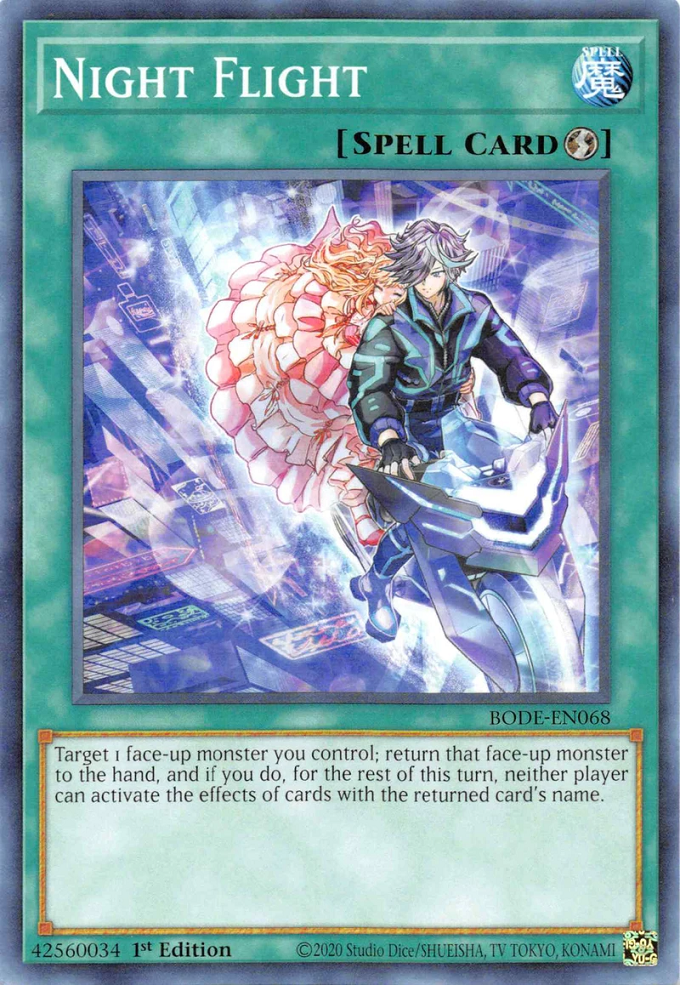 NIGHT FLIGHT
SPELL
魔
[SPELL CARD]
BODE-EN068
Target 1 face-up monster you control; return that face-up monster
to the hand, and if you do, for the rest of this turn, neither player
can activate the effects of cards with the returned card's name.
42560034 1st Edition ©2020 Studio Dice/SHUEISHA, TV TOKYO, KONAMI